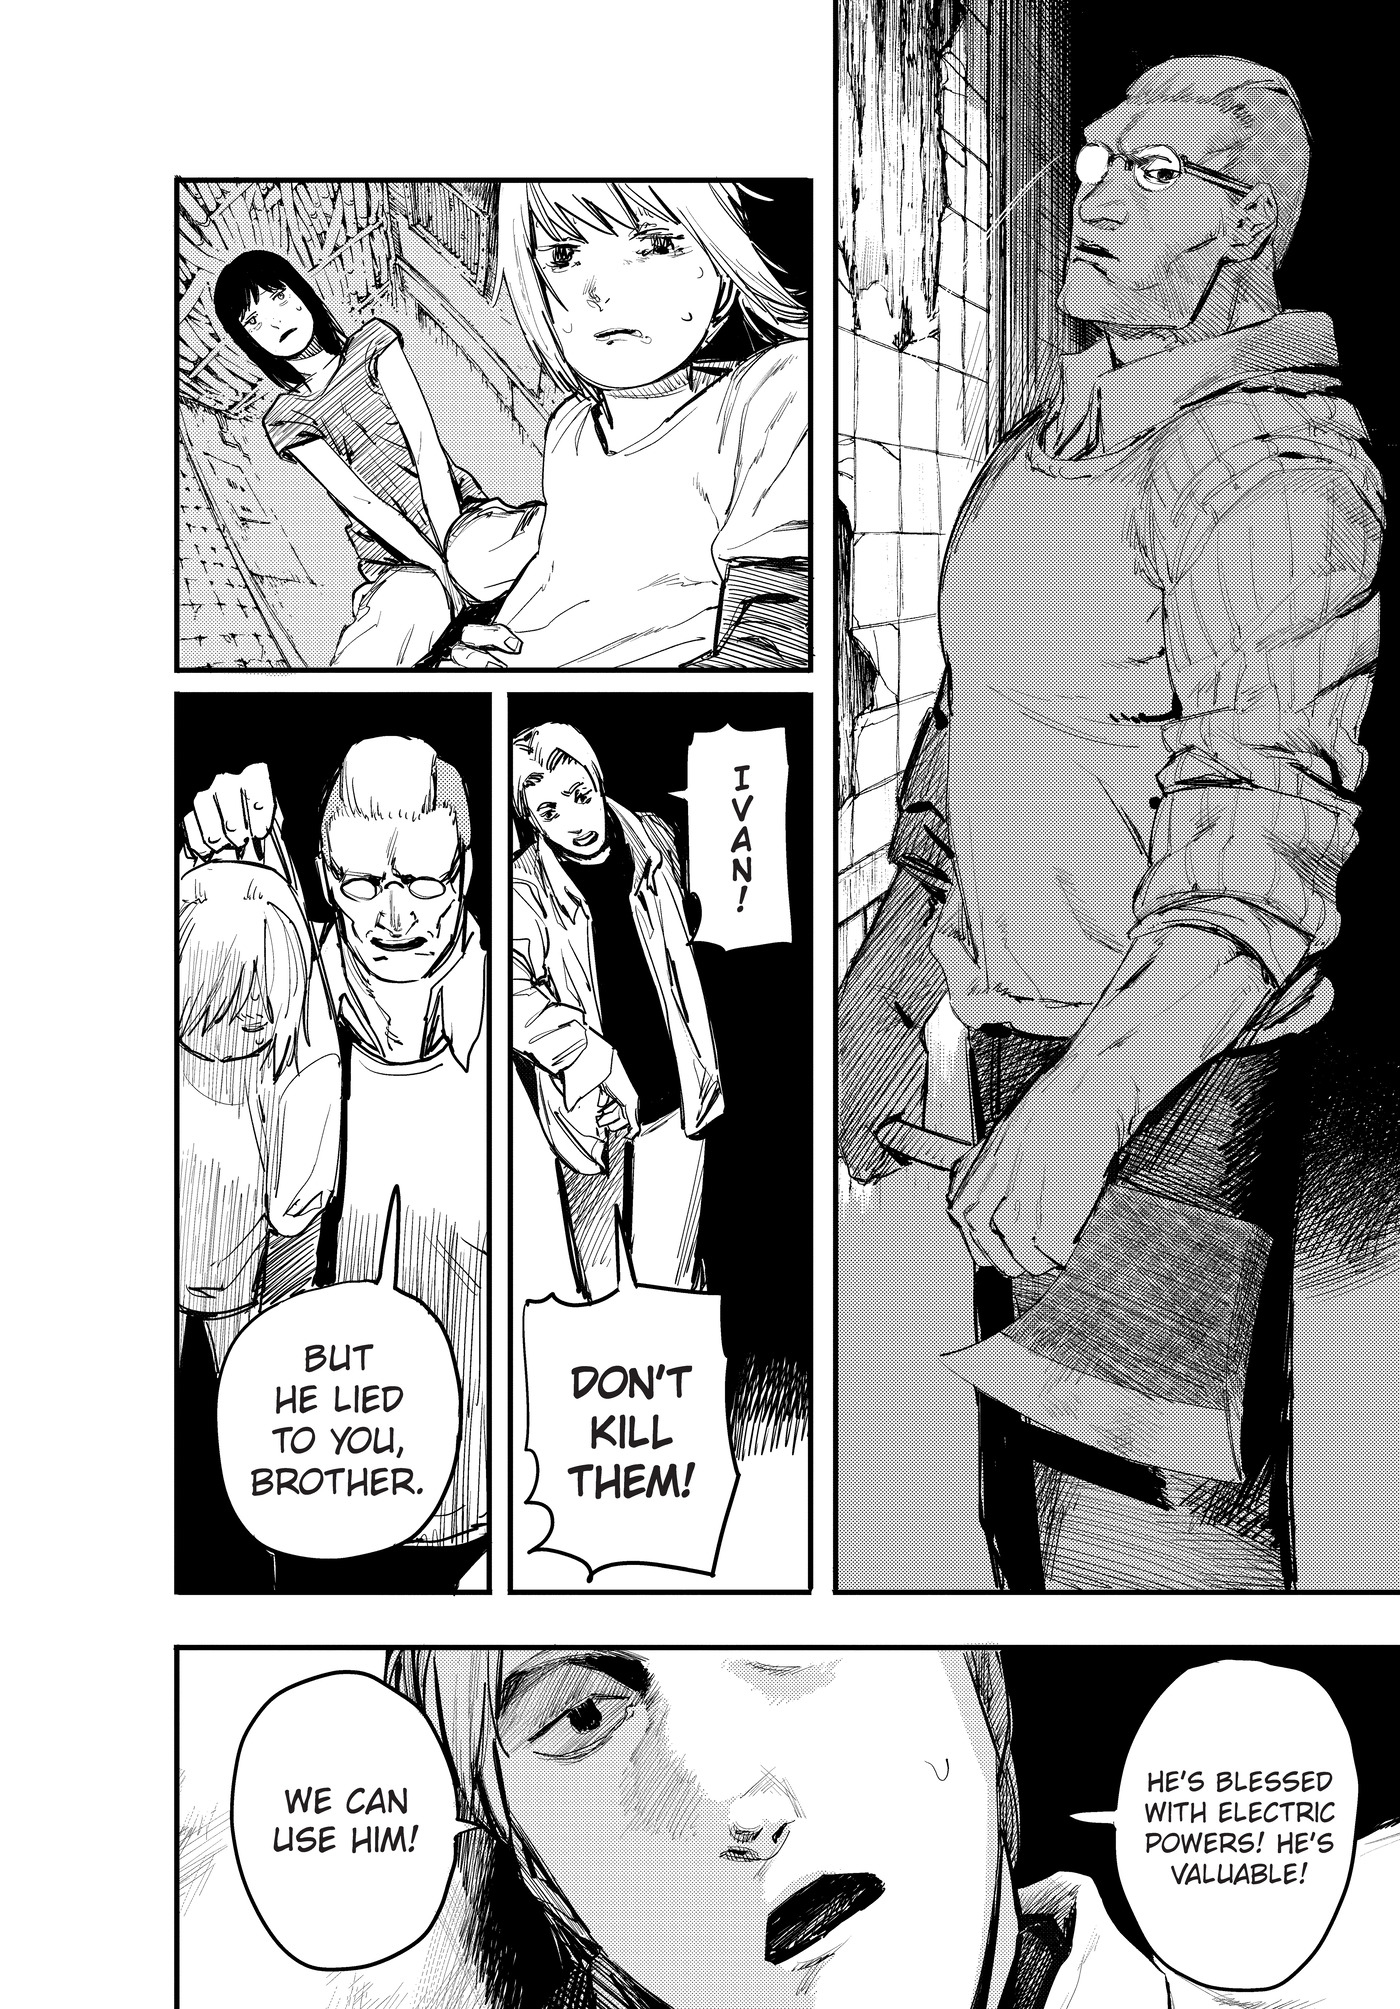 IVAN!
DON'T
KILL
THEM!
BUT
HE LIED
TO YOU,
BROTHER.
HE'S BLESSED
WITH ELECTRIC
POWERS! HE'S
VALUABLE!
WE CAN
USE HIM!